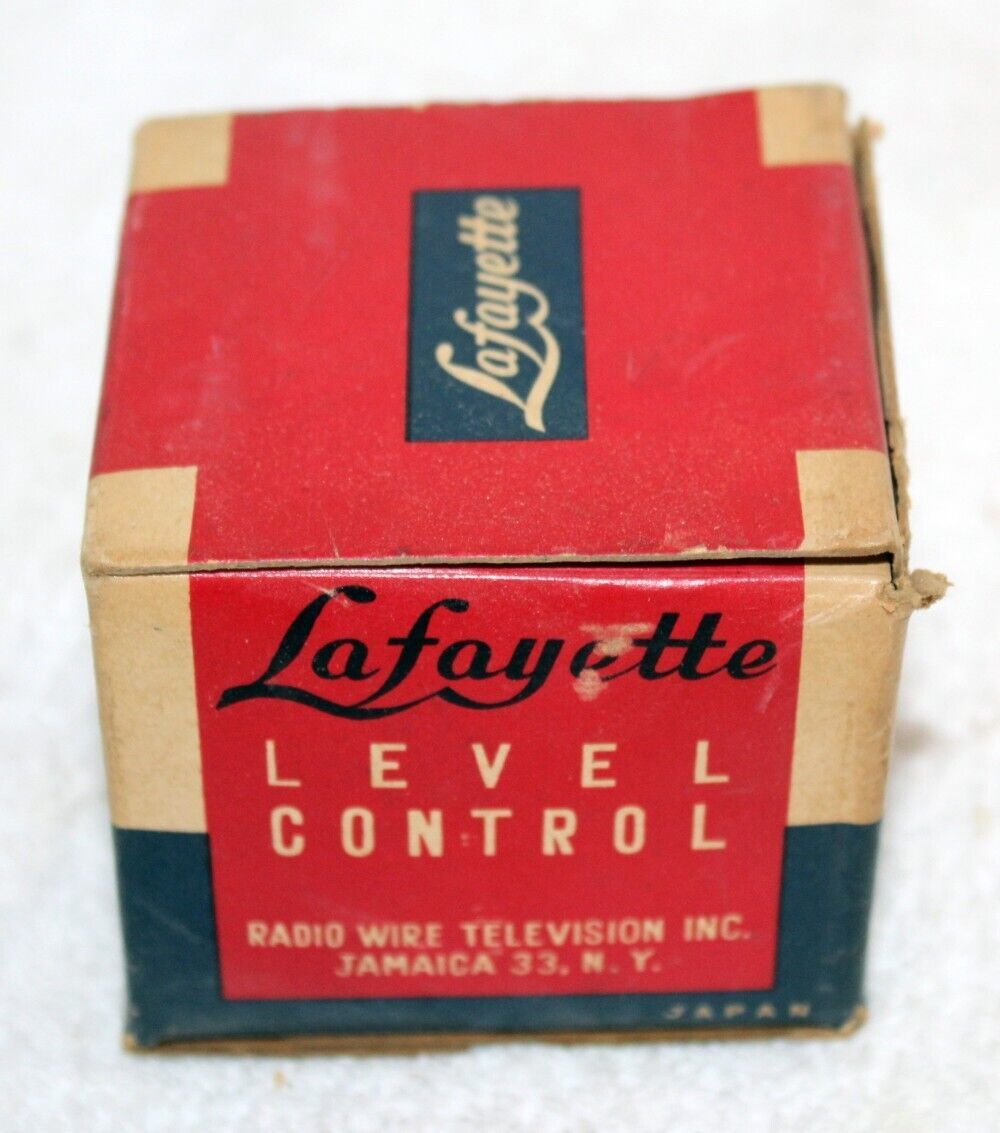 Lafayette
Lafayette
LEVEL
CONTROL
RADIO WIRE TELEVISION INC.
JAMAICA 33, N. Y.
JAPAN